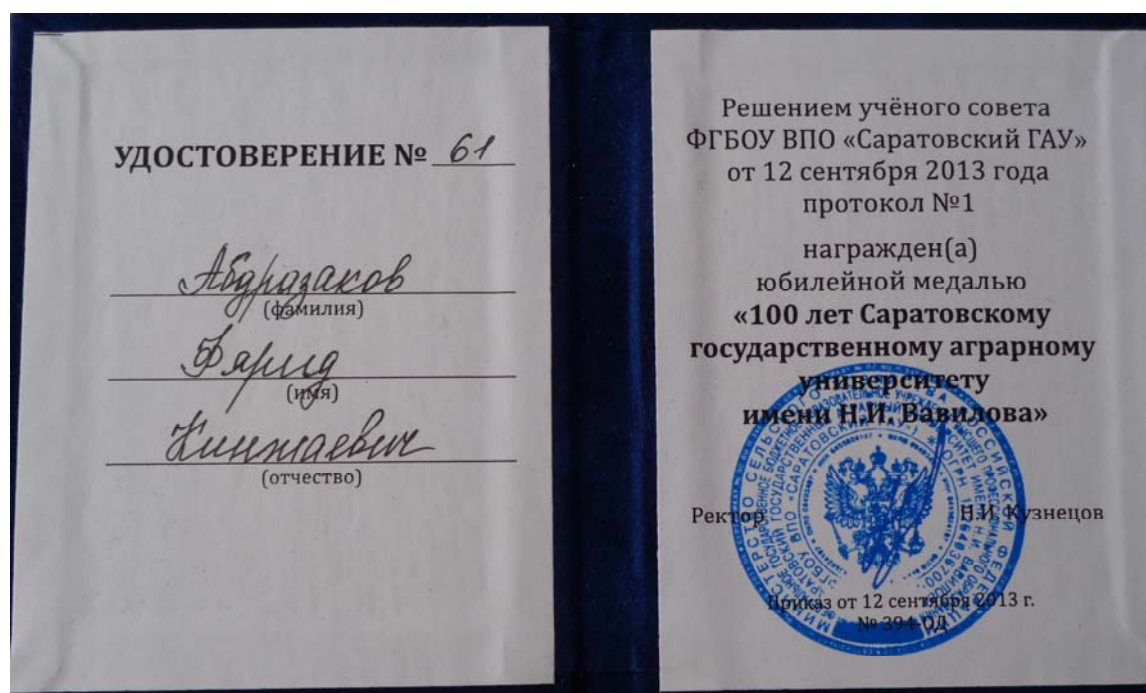 УДОСТОВЕРЕНИЕ № 61
Абдразаков
(фамилия)
Фярид
(имя)
Кинжаевич
(отчество)
Решением учёного совета
ФГБОУ ВПО «Саратовский ГАУ»
от 12 сентября 2013 года
протокол №1
награжден(а)
юбилейной медалью
«100 лет Саратовскому
государственному аграрному
университету
имени Н.И. Вавилова»
Ректор Н.И. Кузнецов
Приказ от 12 сентября 2013 г.
№ 394-ОД